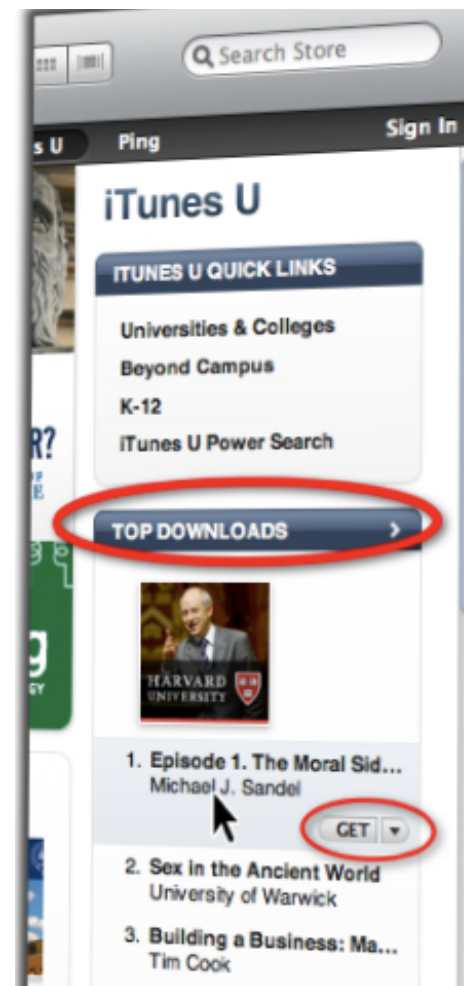 Search Store
s U
Ping
Sign In
iTunes U
ITUNES U QUICK LINKS
Universities & Colleges
Beyond Campus
K-12
iTunes U Power Search
R?
OF
E
TOP DOWNLOADS
g
GY
HARVARD
UNIVERSITY
1. Episode 1. The Moral Sid...
Michael J. Sandel
GET
2. Sex in the Ancient World
University of Warwick
3. Building a Business: Ma...
Tim Cook